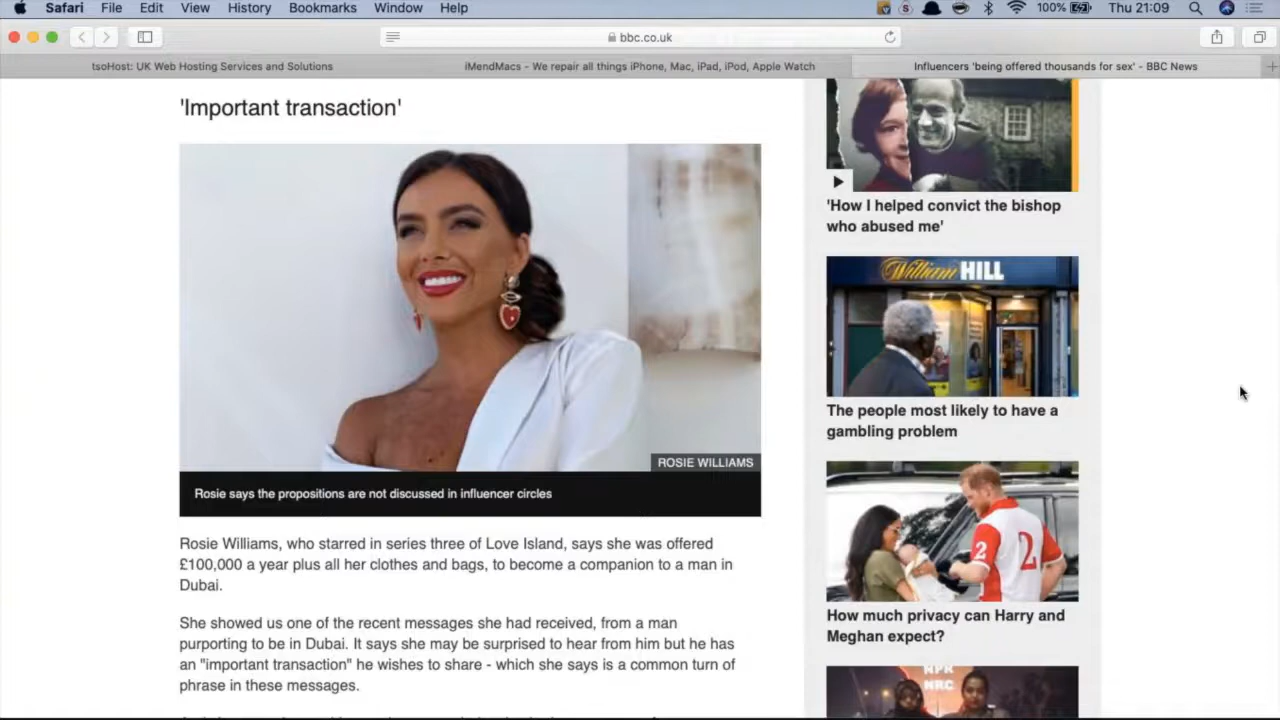 Safari File Edit View History Bookmarks Window Help 100% Thu 21:09
bbc.co.uk
tsoHost: UK Web Hosting Services and Solutions
iMendMacs - We repair all things iPhone, Mac, iPad, iPod, Apple Watch
Influencers 'being offered thousands for sex' - BBC News
'Important transaction'
ROSIE WILLIAMS
Rosie says the propositions are not discussed in influencer circles
Rosie Williams, who starred in series three of Love Island, says she was offered
£100,000 a year plus all her clothes and bags, to become a companion to a man in
Dubai.
She showed us one of the recent messages she had received, from a man
purporting to be in Dubai. It says she may be surprised to hear from him but he has
an "important transaction" he wishes to share - which she says is a common turn of
phrase in these messages.
'How I helped convict the bishop
who abused me'
William HILL
The people most likely to have a
gambling problem
2
2
How much privacy can Harry and
Meghan expect?
NRC